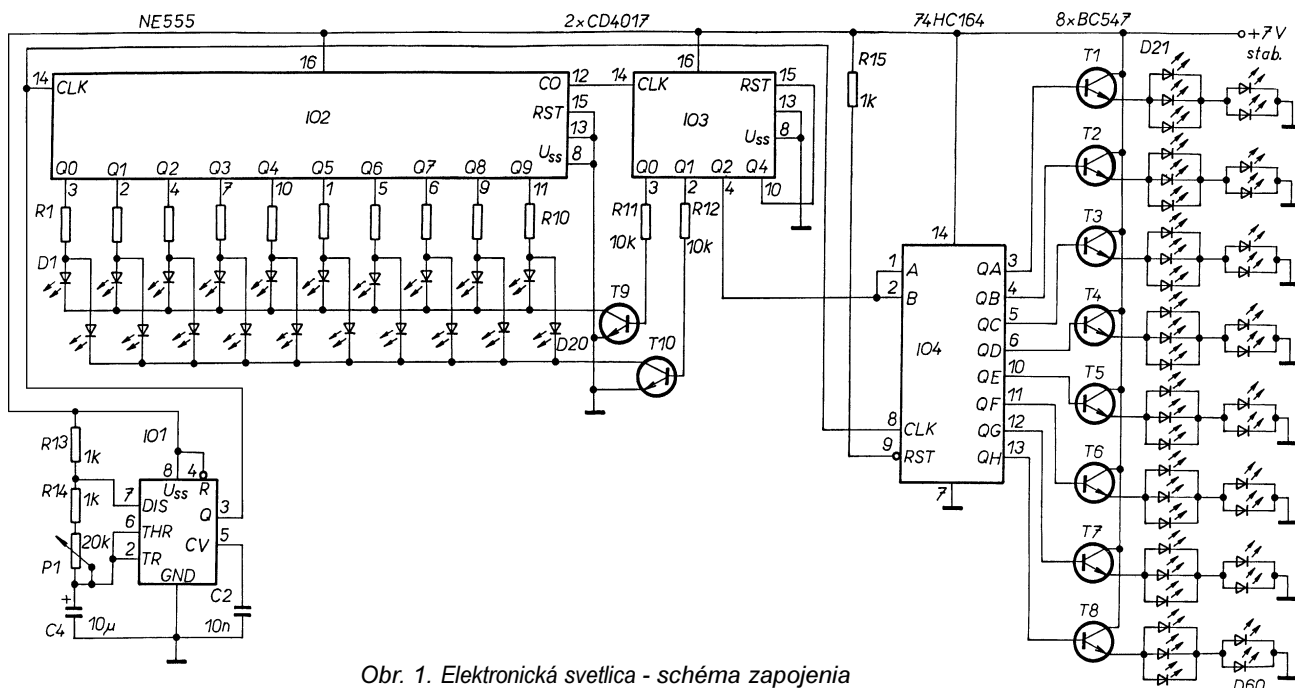 NE555 2xCD4017 74HC164 8xBC547
+7V
stab.
16 16 R15 T1 D21
14 CLK CO 12 14 CLK RST 15
1k
IO2 RST 15 IO3 13
13 USS 8
USS 8
Q0 Q1 Q2 Q3 Q4 Q5 Q6 Q7 Q8 Q9 Q0 Q1 Q2 Q4
3 2 4 7 10 1 5 6 9 11 3 2 4 10
R1 R10 R11 R12
10k 10k
T2
T3
14
D1 1 A QA 3
2 B QB 4
T9 QC 5 T4
D20 T10 IO4 QD 6
QE 10 T5
QF 11
8 CLK QG 12
9 RST QH 13
7
T6
T7
T8
D60
R13 IO1
1k 8 4
USS R
R14 1k 7 DIS Q 3
6 THR
20k 2 TR CV 5
P1 GND
+ C2
C4 10μ 10n
Obr. 1. Elektronická svetlica - schéma zapojenia